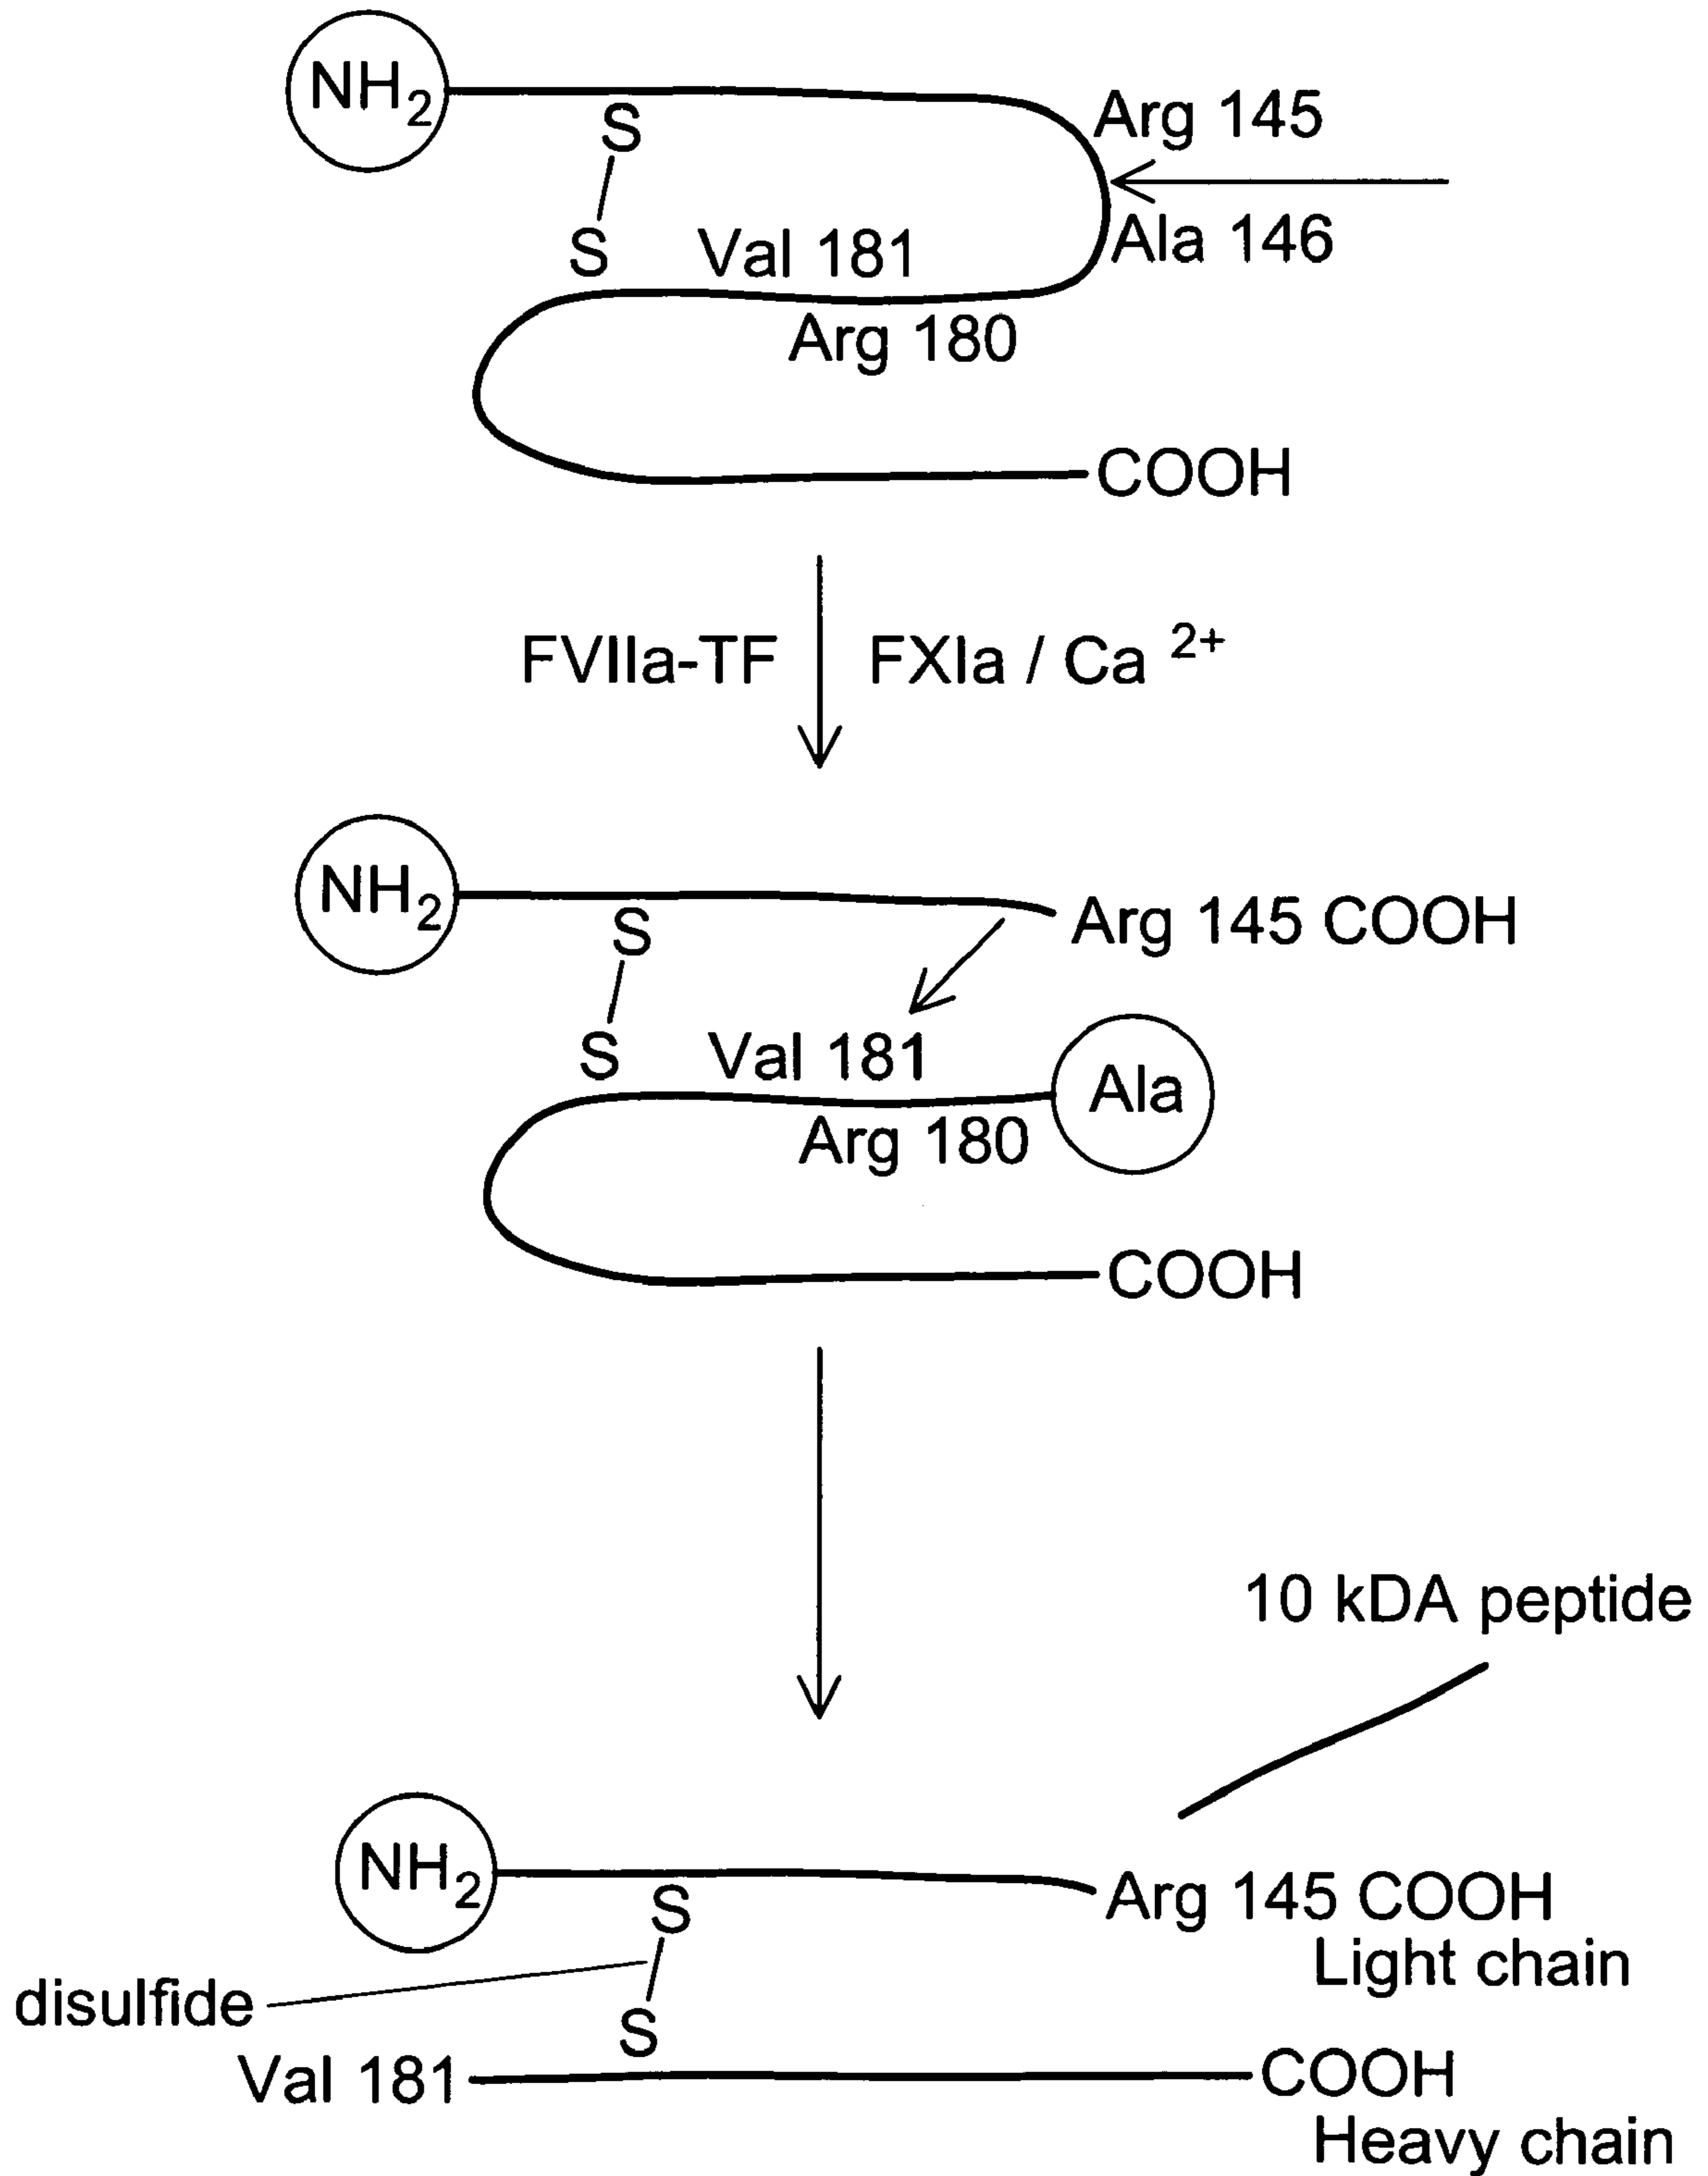 NH2
Arg 145
S
Ala 146
S
Val 181
Arg 180
COOH
FVIIa-TF
FXIa / Ca 2+
NH2
Arg 145 COOH
S
S
Val 181
Ala
Arg 180
COOH
10 kDA peptide
NH2
Arg 145 COOH
S
Light chain
disulfide
S
Val 181
COOH
Heavy chain